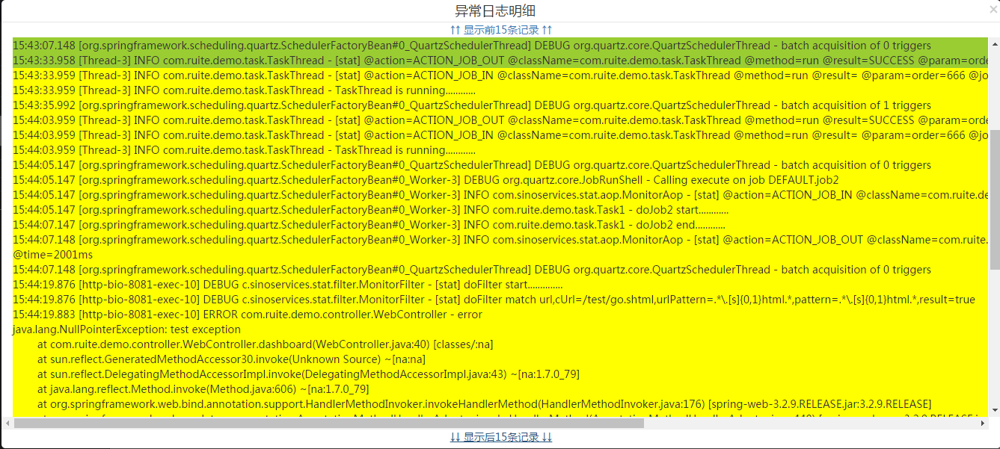 异常日志明细
×
↑↑ 显示前15条记录 ↑↑
15:43:07.148 [org.springframework.scheduling.quartz.SchedulerFactoryBean#0_QuartzSchedulerThread] DEBUG org.quartz.core.QuartzSchedulerThread - batch acquisition of 0 triggers
15:43:33.958 [Thread-3] INFO com.ruite.demo.task.TaskThread - [stat] @action=ACTION_JOB_OUT @className=com.ruite.demo.task.TaskThread @method=run @result=SUCCESS @param=orde
15:43:33.959 [Thread-3] INFO com.ruite.demo.task.TaskThread - [stat] @action=ACTION_JOB_IN @className=com.ruite.demo.task.TaskThread @method=run @result= @param=order=666 @jo
15:43:33.959 [Thread-3] INFO com.ruite.demo.task.TaskThread - TaskThread is running............
15:43:35.992 [org.springframework.scheduling.quartz.SchedulerFactoryBean#0_QuartzSchedulerThread] DEBUG org.quartz.core.QuartzSchedulerThread - batch acquisition of 1 triggers
15:44:03.959 [Thread-3] INFO com.ruite.demo.task.TaskThread - [stat] @action=ACTION_JOB_OUT @className=com.ruite.demo.task.TaskThread @method=run @result=SUCCESS @param=orde
15:44:03.959 [Thread-3] INFO com.ruite.demo.task.TaskThread - [stat] @action=ACTION_JOB_IN @className=com.ruite.demo.task.TaskThread @method=run @result= @param=order=666 @jo
15:44:03.959 [Thread-3] INFO com.ruite.demo.task.TaskThread - TaskThread is running............
15:44:05.147 [org.springframework.scheduling.quartz.SchedulerFactoryBean#0_QuartzSchedulerThread] DEBUG org.quartz.core.QuartzSchedulerThread - batch acquisition of 0 triggers
15:44:05.147 [org.springframework.scheduling.quartz.SchedulerFactoryBean#0_Worker-3] DEBUG org.quartz.core.JobRunShell - Calling execute on job DEFAULT.job2
15:44:05.147 [org.springframework.scheduling.quartz.SchedulerFactoryBean#0_Worker-3] INFO com.sinoservices.stat.aop.MonitorAop - [stat] @action=ACTION_JOB_IN @className=com.ruite.de
15:44:05.147 [org.springframework.scheduling.quartz.SchedulerFactoryBean#0_Worker-3] INFO com.ruite.demo.task.Task1 - doJob2 start............
15:44:07.147 [org.springframework.scheduling.quartz.SchedulerFactoryBean#0_Worker-3] INFO com.ruite.demo.task.Task1 - doJob2 end............
15:44:07.148 [org.springframework.scheduling.quartz.SchedulerFactoryBean#0_Worker-3] INFO com.sinoservices.stat.aop.MonitorAop - [stat] @action=ACTION_JOB_OUT @className=com.ruite.
@time=2001ms
15:44:07.148 [org.springframework.scheduling.quartz.SchedulerFactoryBean#0_QuartzSchedulerThread] DEBUG org.quartz.core.QuartzSchedulerThread - batch acquisition of 0 triggers
15:44:19.876 [http-bio-8081-exec-10] DEBUG c.sinoservices.stat.filter.MonitorFilter - [stat] doFilter start..............
15:44:19.876 [http-bio-8081-exec-10] DEBUG c.sinoservices.stat.filter.MonitorFilter - [stat] doFilter match url,cUrl=/test/go.shtml,urlPattern=.*\.[s]{0,1}html.*,pattern=.*\.[s]{0,1}html.*,result=true
15:44:19.883 [http-bio-8081-exec-10] ERROR com.ruite.demo.controller.WebController - error
java.lang.NullPointerException: test exception
at com.ruite.demo.controller.WebController.dashboard(WebController.java:40) [classes/:na]
at sun.reflect.GeneratedMethodAccessor30.invoke(Unknown Source) ~[na:na]
at sun.reflect.DelegatingMethodAccessorImpl.invoke(DelegatingMethodAccessorImpl.java:43) ~[na:1.7.0_79]
at java.lang.reflect.Method.invoke(Method.java:606) ~[na:1.7.0_79]
at org.springframework.web.bind.annotation.support.HandlerMethodInvoker.invokeHandlerMethod(HandlerMethodInvoker.java:176) [spring-web-3.2.9.RELEASE.jar:3.2.9.RELEASE]
↓↓ 显示后15条记录 ↓↓